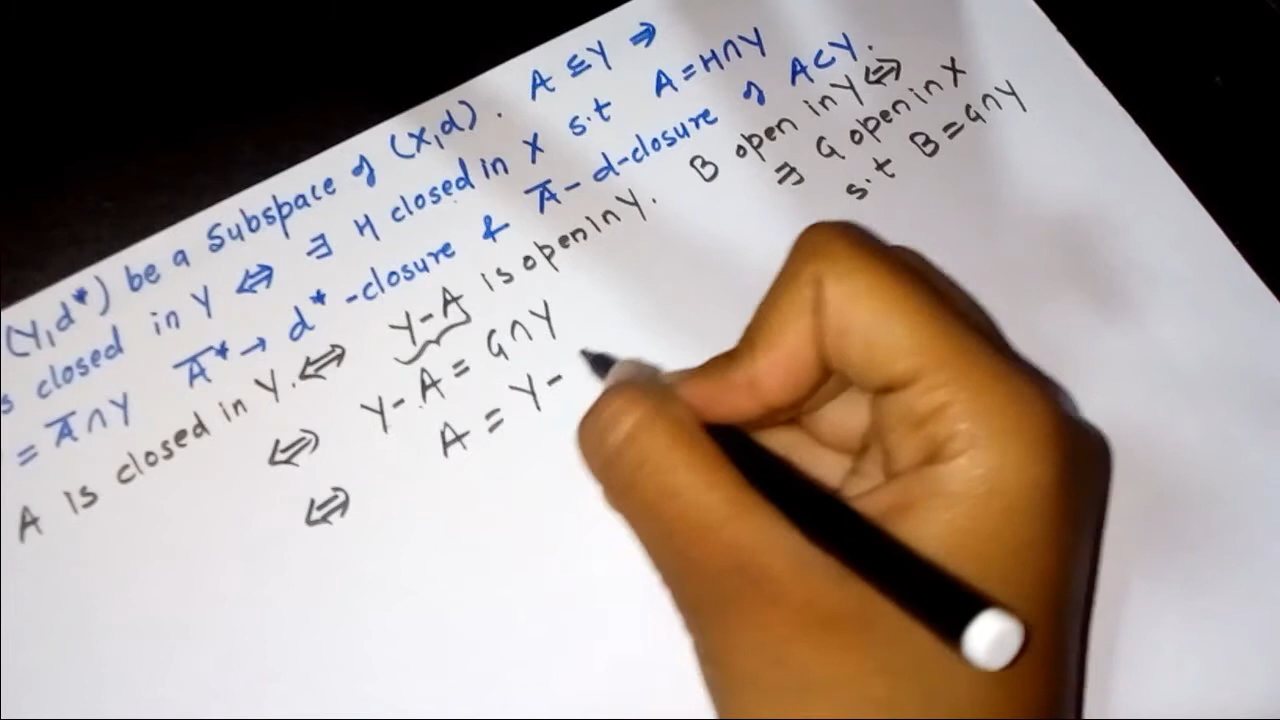 (Y,d*) be a Subspace of (X,d). A ⊆ Y ⇒
s closed in Y ⇔ ∃ H closed in X s.t A = H∩Y
= A̅∩Y A̅* → d* -closure & A̅ - d-closure of A⊂Y.
A is closed in Y. ⇔ Y-A is open in Y. B open in Y ⇔
∃ G open in X
s.t B = G∩Y
⇔ Y-A = G∩Y
⇔ A = Y-